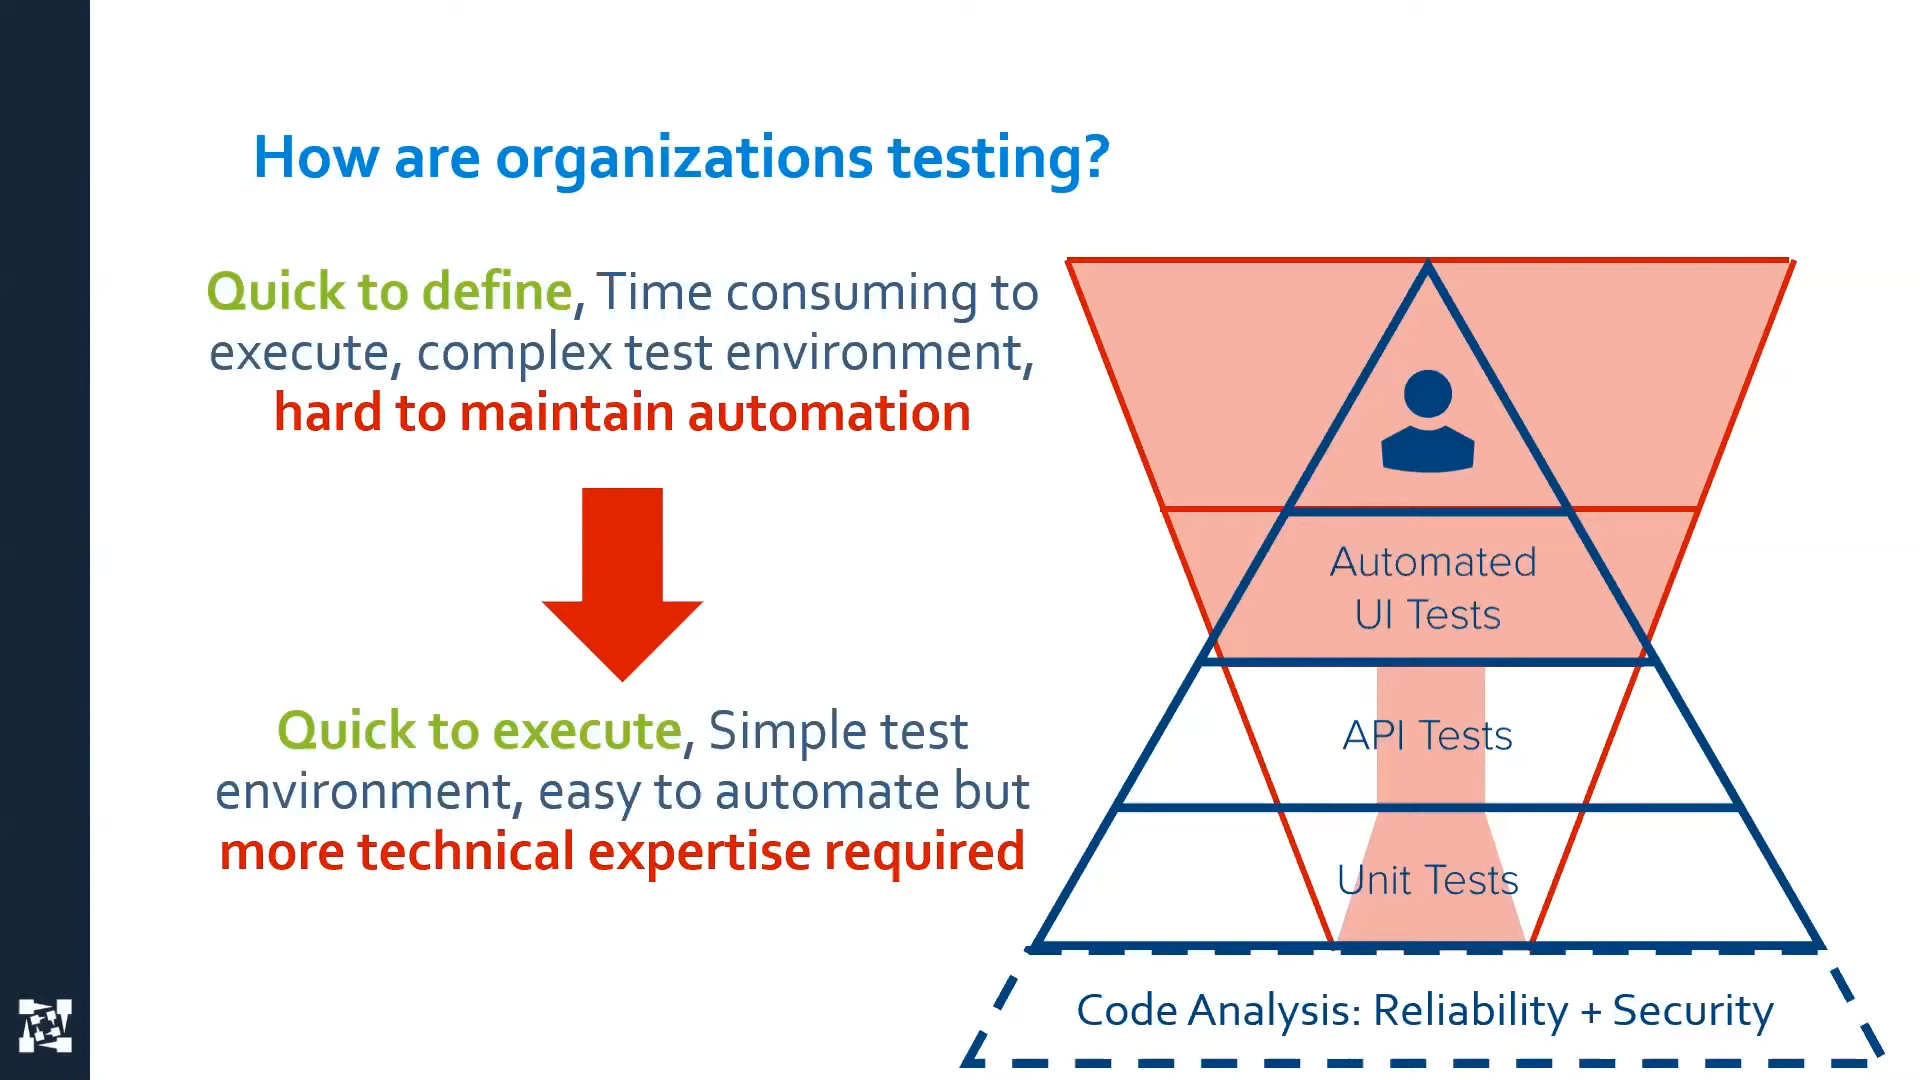 How are organizations testing?
Quick to define, Time consuming to
execute, complex test environment,
hard to maintain automation
Quick to execute, Simple test
environment, easy to automate but
more technical expertise required
Automated
UI Tests
API Tests
Unit Tests
Code Analysis: Reliability + Security